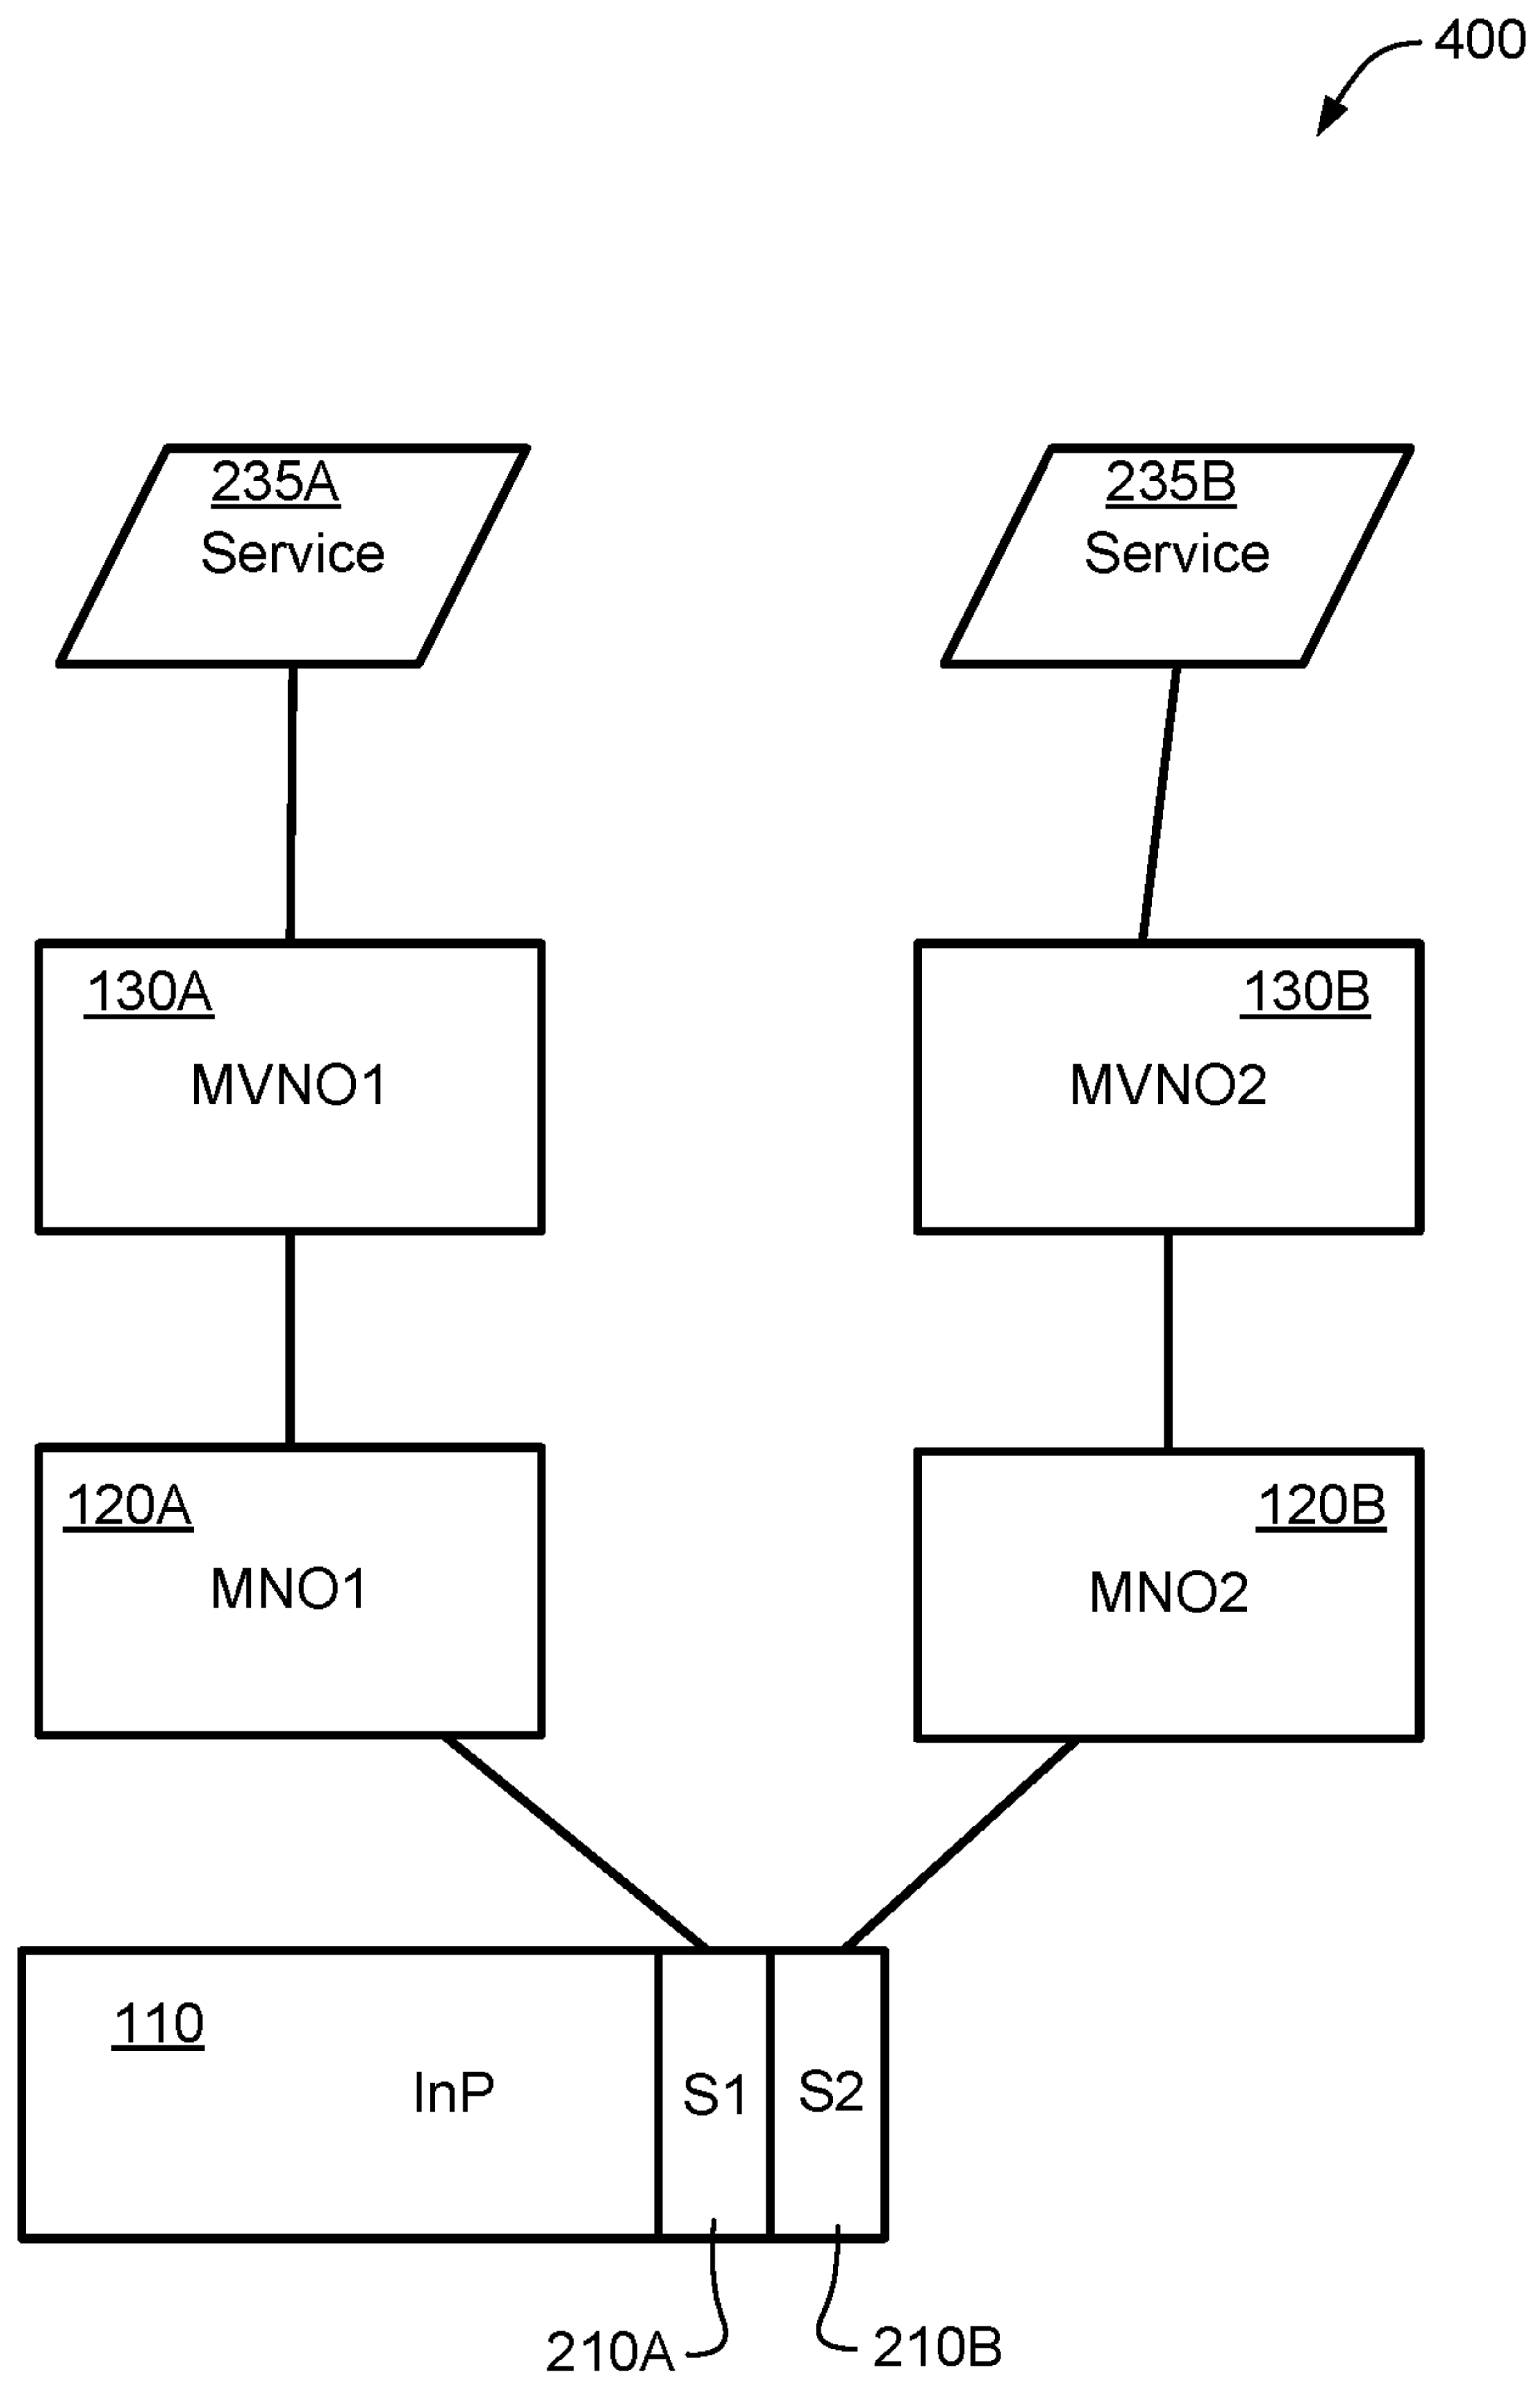 400
235A
Service
235B
Service
130A
MVNO1
130B
MVNO2
120A
MNO1
120B
MNO2
110
InP
S1
S2
210A
210B